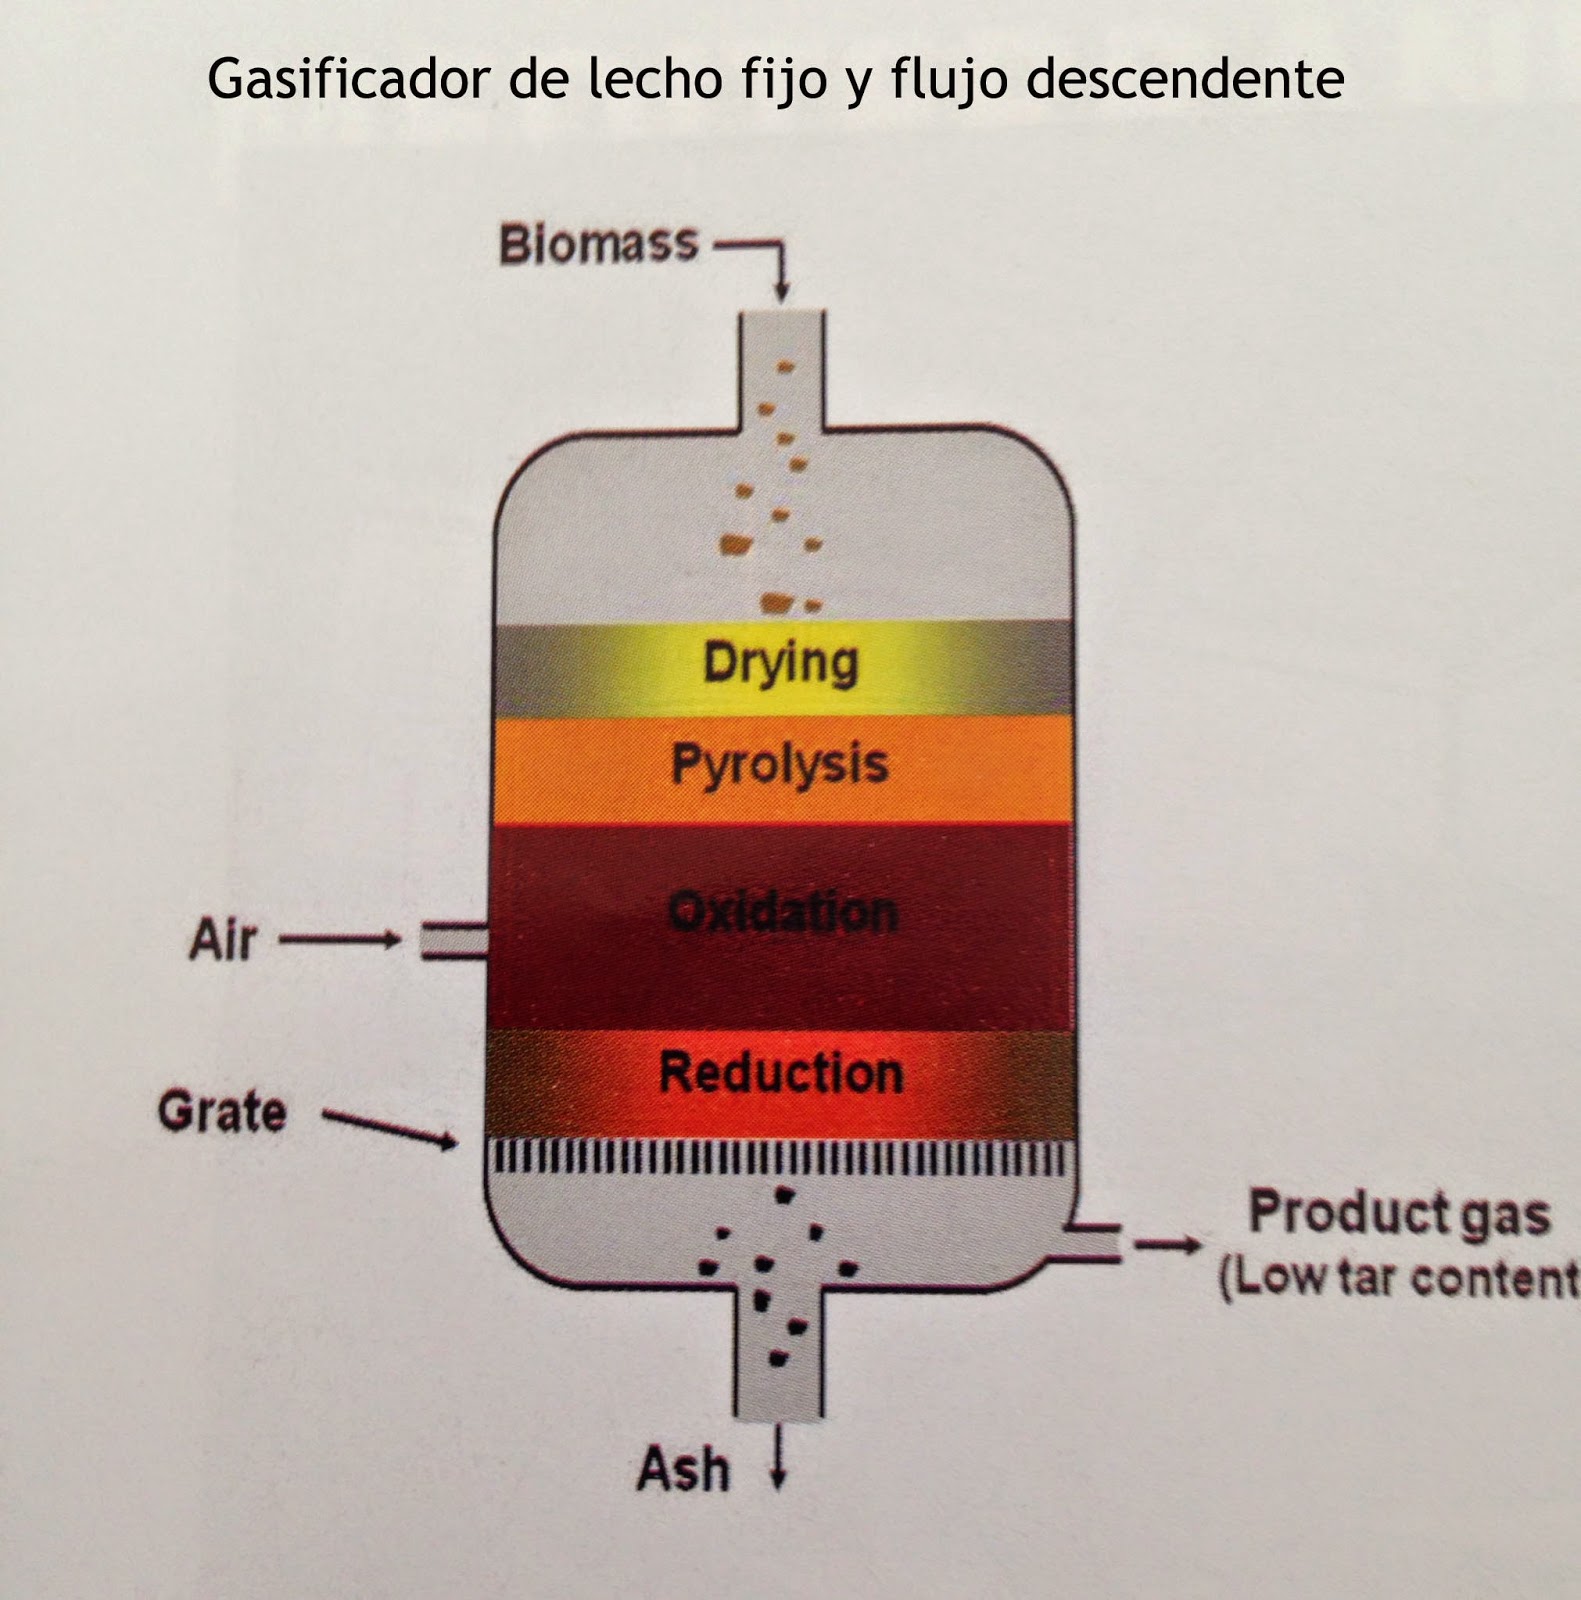 Gasificador de lecho fijo y flujo descendente
Biomass
Drying
Pyrolysis
Oxidation
Air
Reduction
Grate
Product gas
(Low tar content
Ash